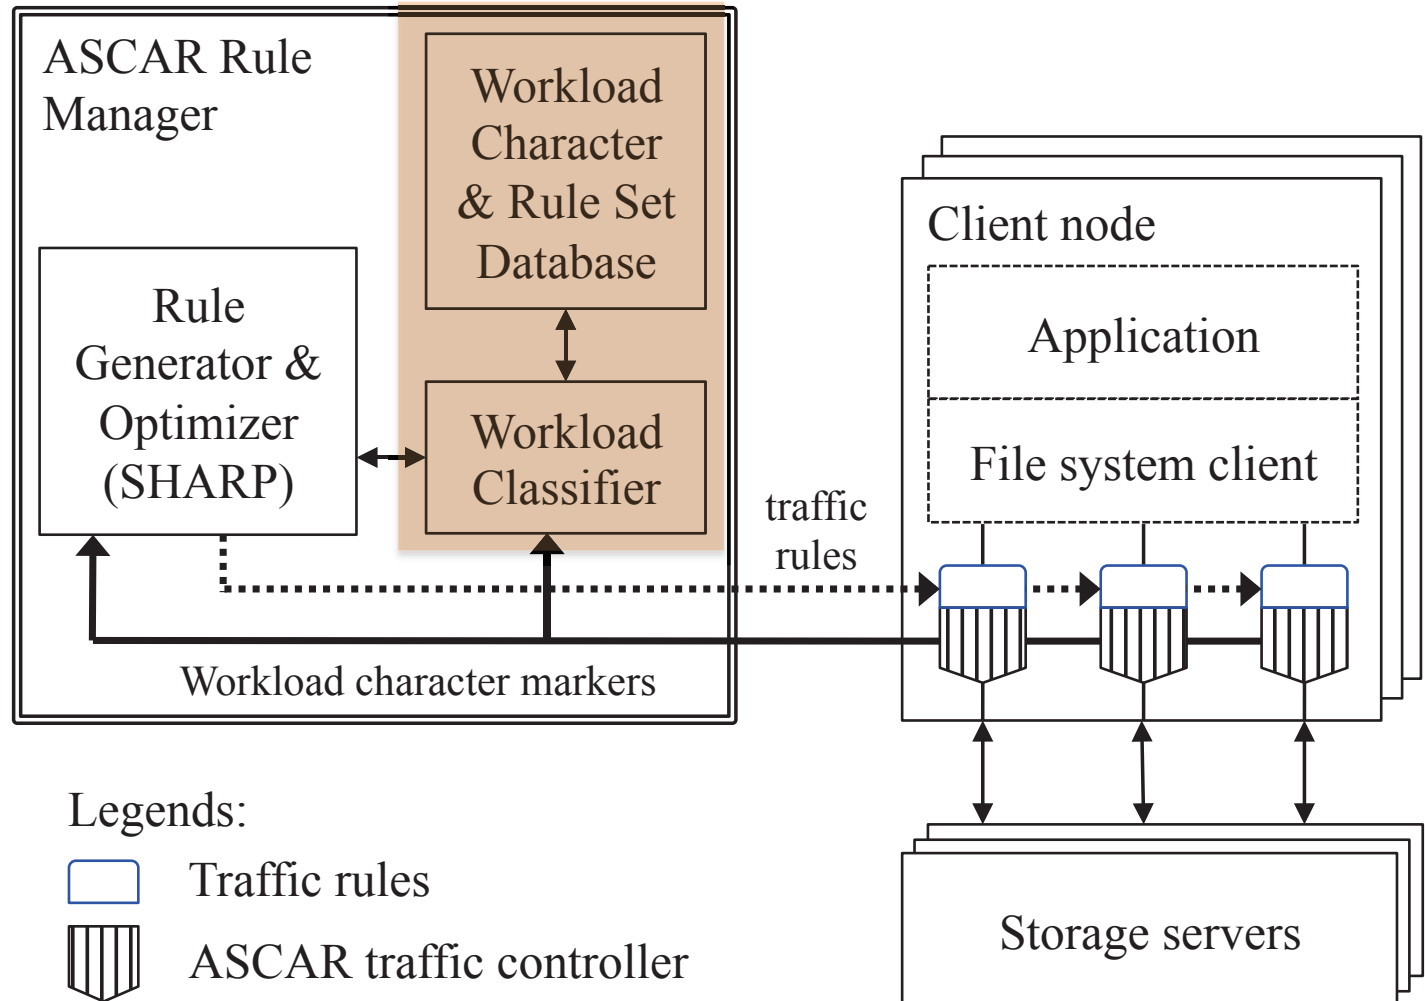 ASCAR Rule
Manager
Workload
Character
& Rule Set
Database
Rule
Generator &
Optimizer
(SHARP)
Workload
Classifier
Workload character markers
traffic
rules
Client node
Application
File system client
Storage servers
Legends:
Traffic rules
ASCAR traffic controller